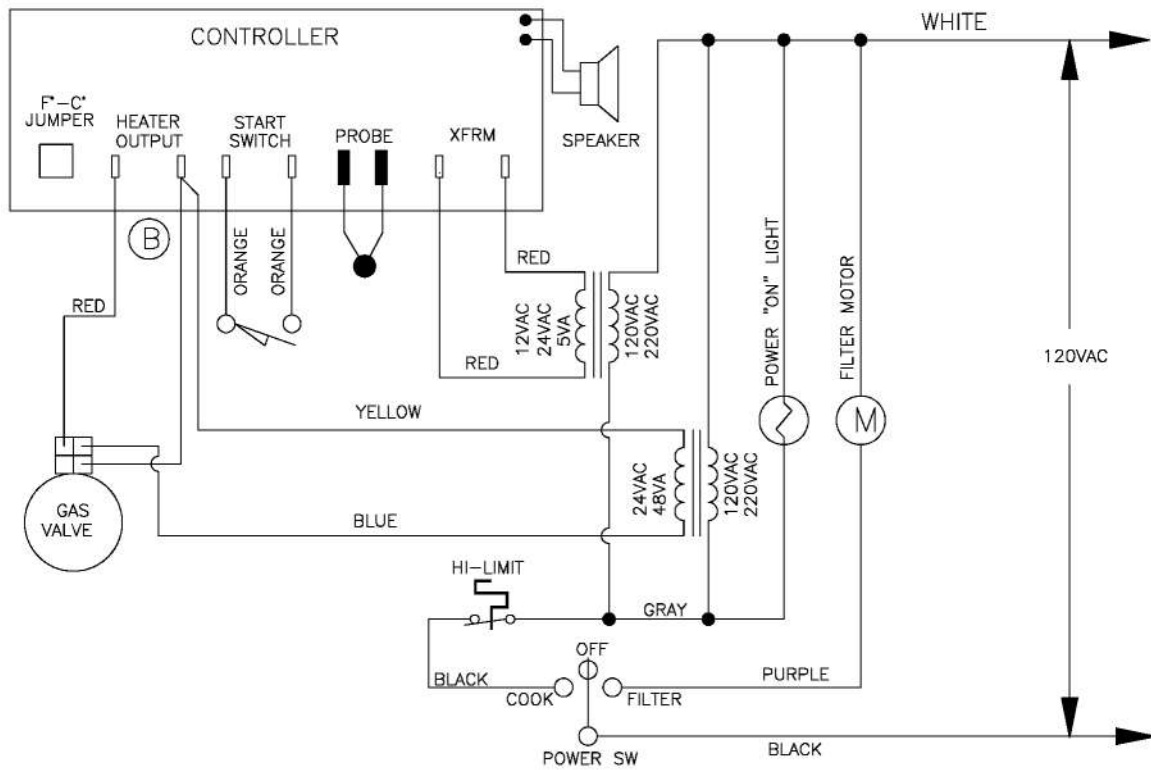 WHITE
CONTROLLER
F°-C°
JUMPER
HEATER
OUTPUT
START
SWITCH
PROBE
XFRM
SPEAKER
B
ORANGE
ORANGE
RED
RED
RED
12VAC
24VAC
5VA
120VAC
220VAC
POWER "ON" LIGHT
FILTER MOTOR
120VAC
M
YELLOW
24VAC
48VA
120VAC
220VAC
GAS
VALVE
BLUE
HI-LIMIT
GRAY
OFF
BLACK
COOK
FILTER
PURPLE
POWER SW
BLACK